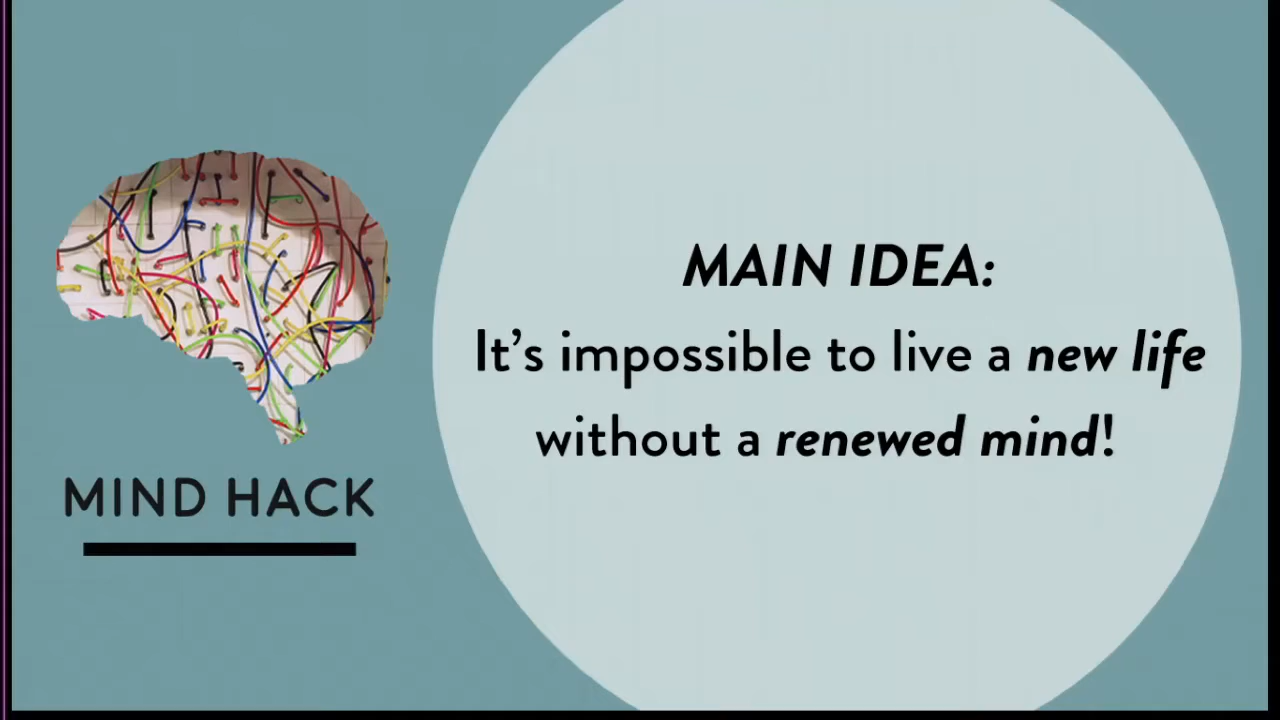 MIND HACK
MAIN IDEA:
It’s impossible to live a new life
without a renewed mind!